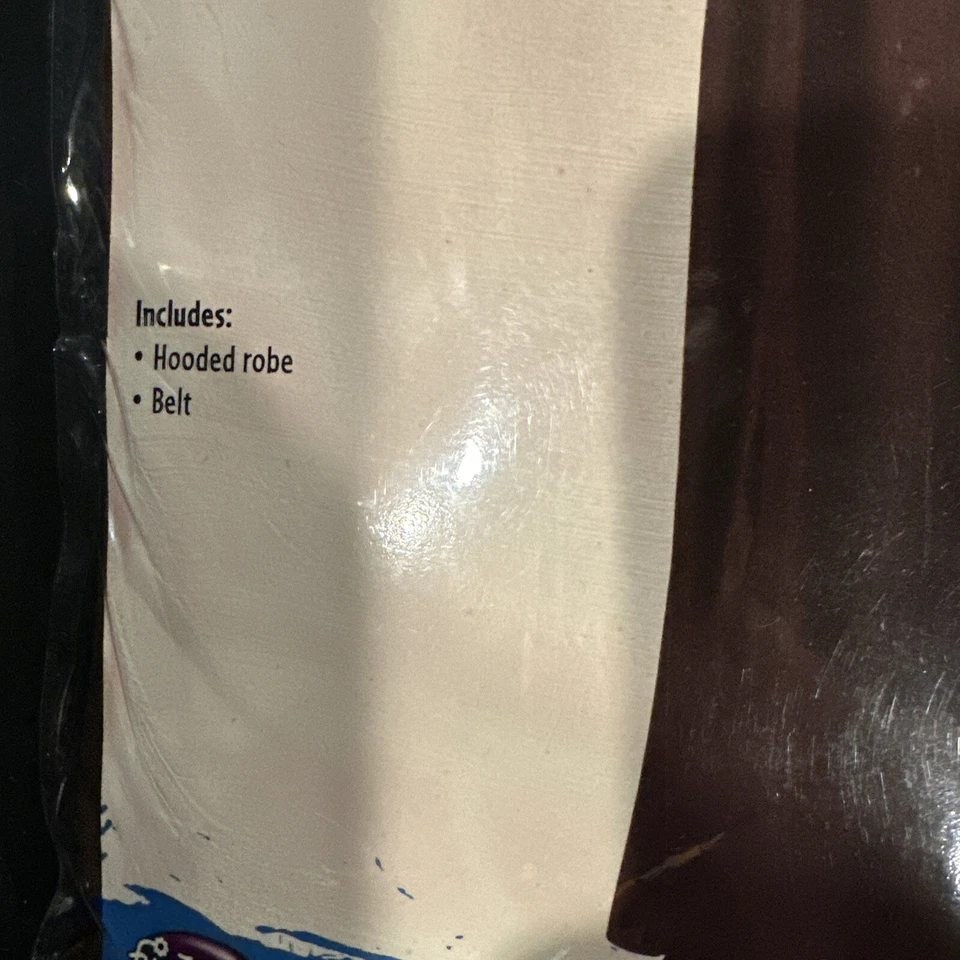 Includes:
• Hooded robe
• Belt